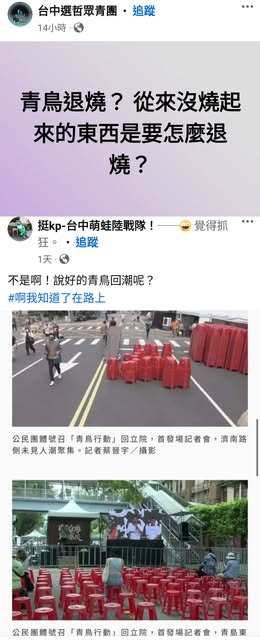 台中選哲眾青團 · 追蹤
14小時 ·
青鳥退燒？ 從來沒燒起
來的東西是要怎麼退
燒？
挺kp-台中萌蛙陸戰隊！——😝 覺得抓
狂。 · 追蹤
1天 ·
不是啊！說好的青鳥回潮呢？
#啊我知道了在路上
公民團體號召「青鳥行動」回立院，首發場記者會，濟南路
側未見人潮聚集。記者蔡晉宇／攝影
公民團體號召「青鳥行動」回立院，首發場記者會，青島東